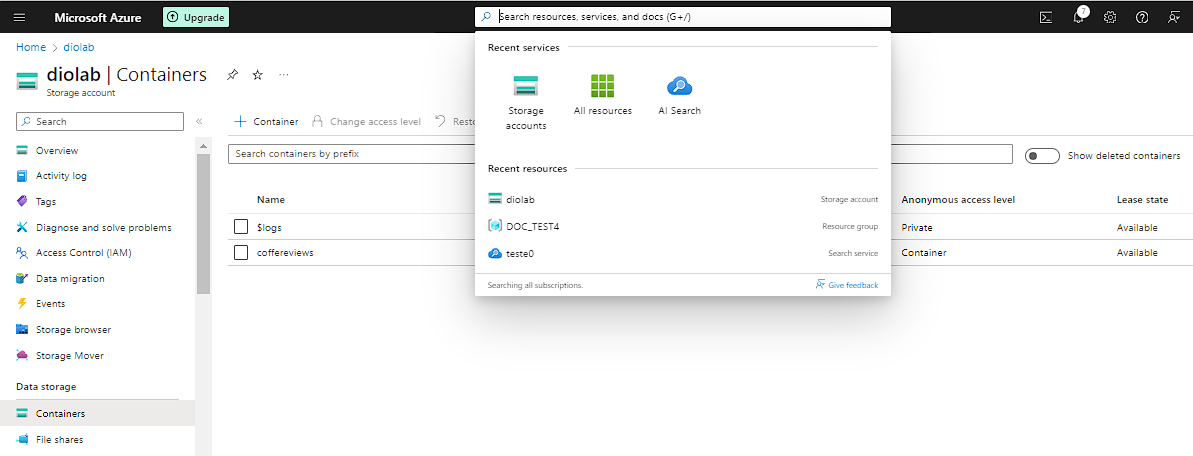 Microsoft Azure
Upgrade
Search resources, services, and docs (G+/)
7
Home > diolab
diolab | Containers
Storage account
Search
Overview
Activity log
Tags
Diagnose and solve problems
Access Control (IAM)
Data migration
Events
Storage browser
Storage Mover
Data storage
Containers
File shares
Container
Change access level
Resto
Search containers by prefix
Show deleted containers
Name
Anonymous access level
Lease state
$logs
Private
Available
coffereviews
Container
Available
Recent services
Storage accounts
All resources
AI Search
Recent resources
diolab
Storage account
DOC_TEST4
Resource group
teste0
Search service
Searching all subscriptions.
Give feedback